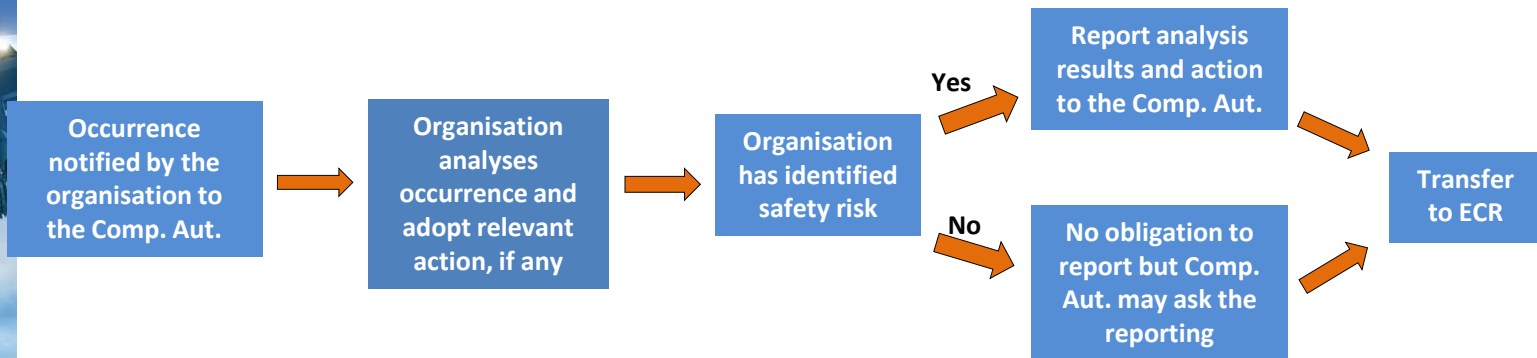 Occurrence
notified by the
organisation to
the Comp. Aut.
Organisation
analyses
occurrence and
adopt relevant
action, if any
Organisation
has identified
safety risk
Yes
Report analysis
results and action
to the Comp. Aut.
No
No obligation to
report but Comp.
Aut. may ask the
reporting
Transfer
to ECR